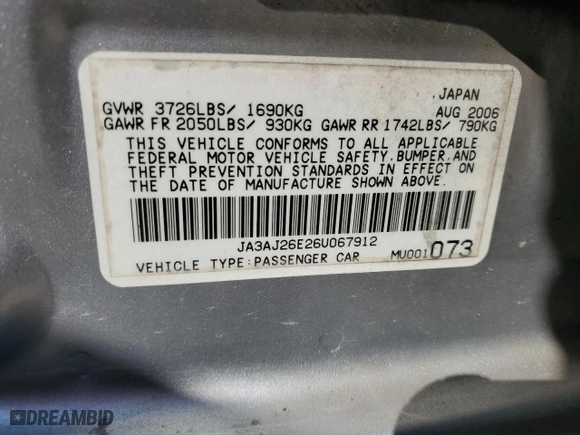 JAPAN
GVWR 3726LBS/ 1690KG AUG 2006
GAWR FR 2050LBS/ 930KG GAWR RR 1742LBS/ 790KG
THIS VEHICLE CONFORMS TO ALL APPLICABLE
FEDERAL MOTOR VEHICLE SAFETY, BUMPER, AND
THEFT PREVENTION STANDARDS IN EFFECT ON
THE DATE OF MANUFACTURE SHOWN ABOVE.
JA3AJ26E26U067912
VEHICLE TYPE:PASSENGER CAR MU001073
DREAMBID